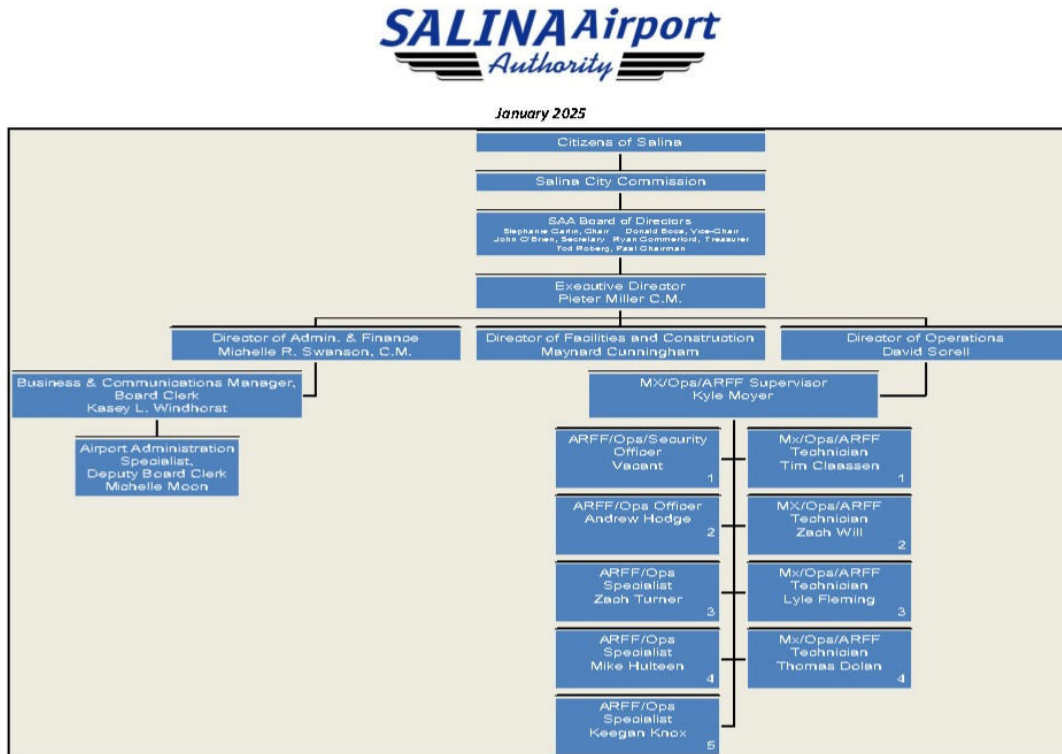 SALINA Airport
Authority
January 2025
Citizens of Salina
Salina City Commission
SAA Board of Directors
Stephanie Carlin, Chair Donald Boos, Vice-Chair
John O'Brien, Secretary Ryan Commerford, Treasurer
Tod Roberg, Past Chairman
Executive Director
Pieter Miller C.M.
Director of Admin. & Finance
Michelle R. Swanson, C.M.
Director of Facilities and Construction
Maynard Cunningham
Director of Operations
David Sorell
Business & Communications Manager,
Board Clerk
Kasey L. Windhorst
Airport Administration
Specialist,
Deputy Board Clerk
Michelle Moon
MX/Ops/ARFF Supervisor
Kyle Moyer
ARFF/Ops/Security
Officer
Vacant
1
Mx/Ops/ARFF
Technician
Tim Claassen
1
ARFF/Ops Officer
Andrew Hodge
2
MX/Ops/ARFF
Technician
Zach Will
2
ARFF/Ops
Specialist
Zach Turner
3
Mx/Ops/ARFF
Technician
Lyle Fleming
3
ARFF/Ops
Specialist
Mike Hulteen
4
Mx/Ops/ARFF
Technician
Thomas Dolan
4
ARFF/Ops
Specialist
Keegan Knox
5